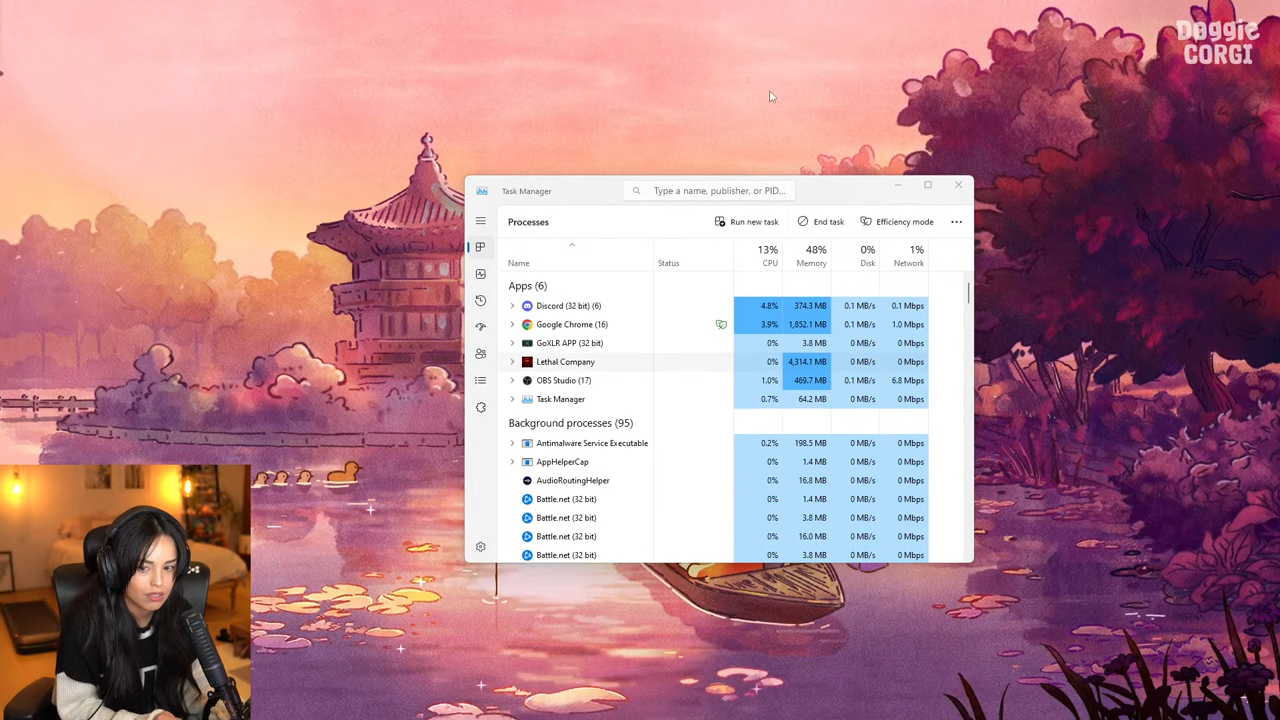 Doggie
CORGI
Task Manager
Type a name, publisher, or PID...
Processes
Run new task
End task
Efficiency mode
13% 48% 0% 1%
Name Status CPU Memory Disk Network
Apps (6)
Discord (32 bit) (6) 4.8% 374.3 MB 0.1 MB/s 0.1 Mbps
Google Chrome (16) 3.9% 1,852.1 MB 0.1 MB/s 1.0 Mbps
GoXLR APP (32 bit) 0% 3.8 MB 0 MB/s 0 Mbps
Lethal Company 0% 4,314.1 MB 0 MB/s 0 Mbps
OBS Studio (17) 1.0% 469.7 MB 0.1 MB/s 6.8 Mbps
Task Manager 0.7% 64.2 MB 0 MB/s 0 Mbps
Background processes (95)
Antimalware Service Executable 0.2% 198.5 MB 0 MB/s 0 Mbps
AppHelperCap 0% 1.4 MB 0 MB/s 0 Mbps
AudioRoutingHelper 0% 16.8 MB 0 MB/s 0 Mbps
Battle.net (32 bit) 0% 1.4 MB 0 MB/s 0 Mbps
Battle.net (32 bit) 0% 3.8 MB 0 MB/s 0 Mbps
Battle.net (32 bit) 0% 16.0 MB 0 MB/s 0 Mbps
Battle.net (32 bit) 0% 3.8 MB 0 MB/s 0 Mbps